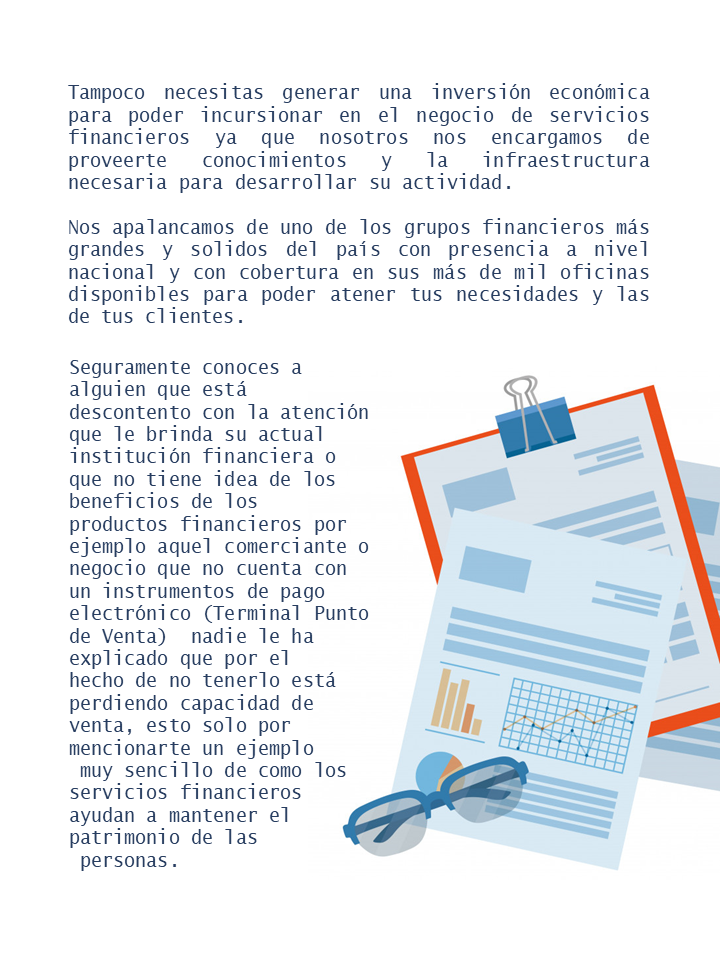 Tampoco necesitas generar una inversión económica
para poder incursionar en el negocio de servicios
financieros ya que nosotros nos encargamos de
proveerte conocimientos y la infraestructura
necesaria para desarrollar su actividad.
Nos apalancamos de uno de los grupos financieros más
grandes y solidos del país con presencia a nivel
nacional y con cobertura en sus más de mil oficinas
disponibles para poder atener tus necesidades y las
de tus clientes.
Seguramente conoces a
alguien que está
descontento con la atención
que le brinda su actual
institución financiera o
que no tiene idea de los
beneficios de los
productos financieros por
ejemplo aquel comerciante o
negocio que no cuenta con
un instrumentos de pago
electrónico (Terminal Punto
de Venta)  nadie le ha
explicado que por el
hecho de no tenerlo está
perdiendo capacidad de
venta, esto solo por
mencionarte un ejemplo
muy sencillo de como los
servicios financieros
ayudan a mantener el
patrimonio de las
personas.